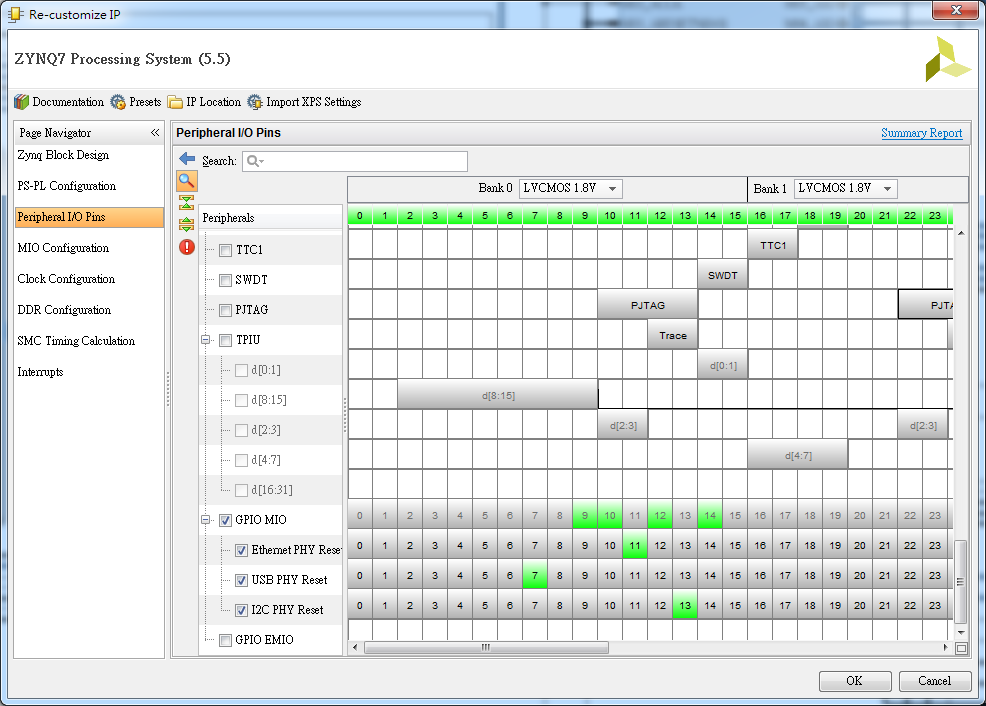 Re-customize IP
ZYNQ7 Processing System (5.5)
Documentation Presets IP Location Import XPS Settings
Page Navigator «
Zynq Block Design
PS-PL Configuration
Peripheral I/O Pins
MIO Configuration
Clock Configuration
DDR Configuration
SMC Timing Calculation
Interrupts
Peripheral I/O Pins Summary Report
Search:
Bank 0 LVCMOS 1.8V Bank 1 LVCMOS 1.8V
Peripherals 0 1 2 3 4 5 6 7 8 9 10 11 12 13 14 15 16 17 18 19 20 21 22 23
TTC1 TTC1
SWDT SWDT
PJTAG PJTAG PJTA
TPIU Trace
d[0:1] d[0:1]
d[8:15] d[8:15]
d[2:3] d[2:3] d[2:3]
d[4:7] d[4:7]
d[16:31]
GPIO MIO 0 1 2 3 4 5 6 7 8 9 10 11 12 13 14 15 16 17 18 19 20 21 22 23
Ethernet PHY Rese 0 1 2 3 4 5 6 7 8 9 10 11 12 13 14 15 16 17 18 19 20 21 22 23
USB PHY Reset 0 1 2 3 4 5 6 7 8 9 10 11 12 13 14 15 16 17 18 19 20 21 22 23
I2C PHY Reset 0 1 2 3 4 5 6 7 8 9 10 11 12 13 14 15 16 17 18 19 20 21 22 23
GPIO EMIO
OK Cancel